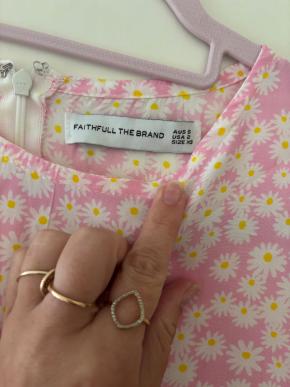 FAITHFULL THE BRAND
AUS 6
USA 2
SIZE XS